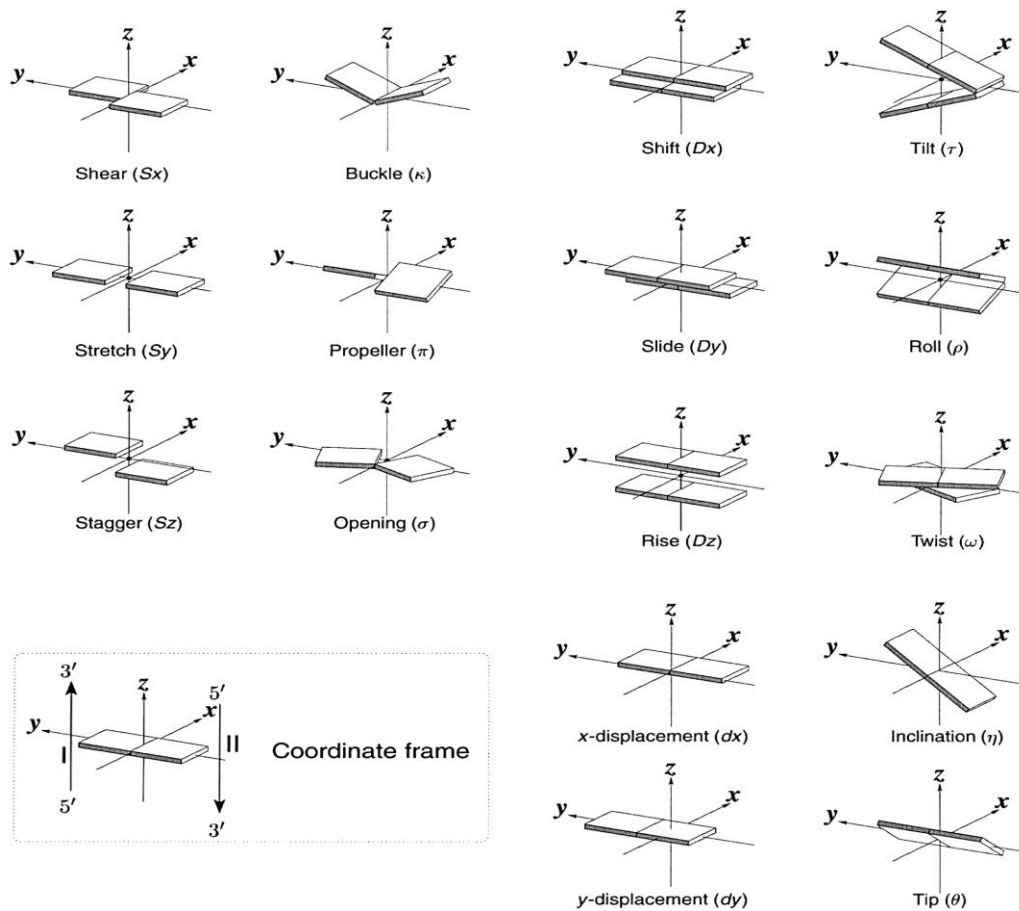 z
y
x
Shear (Sx)
z
y
x
Buckle (κ)
z
y
x
Shift (Dx)
z
y
x
Tilt (τ)
z
y
x
Stretch (Sy)
z
y
x
Propeller (π)
z
y
x
Slide (Dy)
z
y
x
Roll (ρ)
z
y
x
Stagger (Sz)
z
y
x
Opening (σ)
z
y
x
Rise (Dz)
z
y
x
Twist (ω)
z
y
x
x-displacement (dx)
z
y
x
Inclination (η)
3′
z
5′
y
x
I
II
5′
3′
Coordinate frame
z
y
x
y-displacement (dy)
z
y
x
Tip (θ)